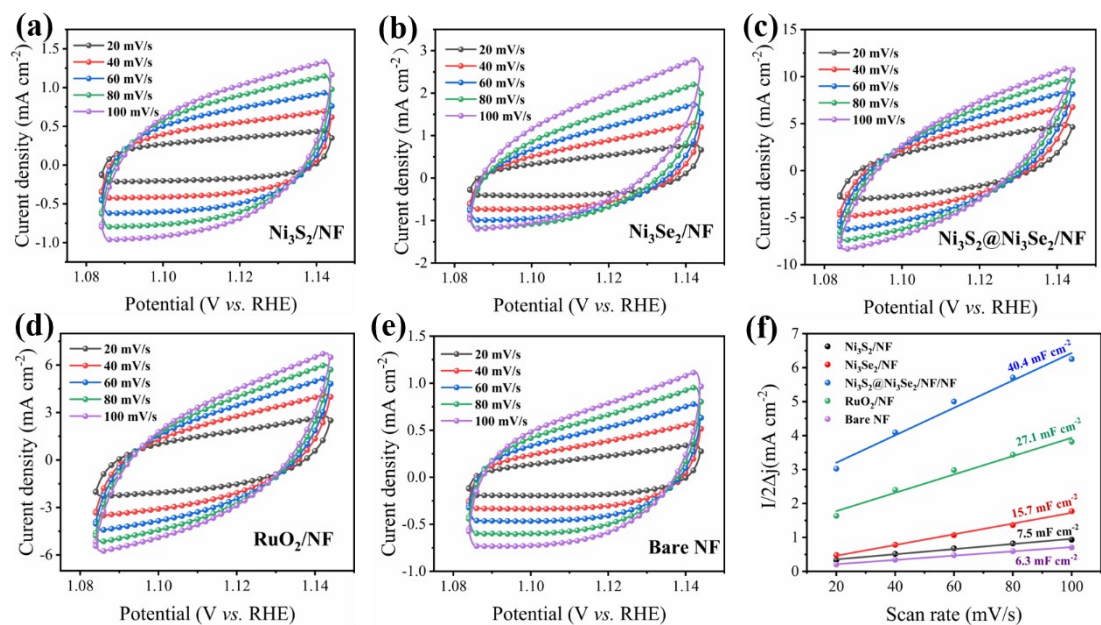 (a)
20 mV/s
40 mV/s
60 mV/s
80 mV/s
100 mV/s
Ni₃S₂/NF
1.5
1.0
0.5
0.0
-0.5
-1.0
1.08 1.10 1.12 1.14
Potential (V vs. RHE)
Curent density (mA cm⁻²)
(b)
20 mV/s
40 mV/s
60 mV/s
80 mV/s
100 mV/s
Ni₃Se₂/NF
3
2
1
0
-1
-2
1.08 1.10 1.12 1.14
Potential (V vs. RHE)
Curent density (mA cm⁻²)
(c)
20 mV/s
40 mV/s
60 mV/s
80 mV/s
100 mV/s
Ni₃S₂@Ni₃Se₂/NF
15
10
5
0
-5
-10
1.08 1.10 1.12 1.14
Potential (V vs. RHE)
Curent density (mA cm⁻²)
(d)
20 mV/s
40 mV/s
60 mV/s
80 mV/s
100 mV/s
RuO₂/NF
6
3
0
-3
-6
1.08 1.10 1.12 1.14
Potential (V vs. RHE)
Curent density (mA cm⁻²)
(e)
20 mV/s
40 mV/s
60 mV/s
80 mV/s
100 mV/s
Bare NF
1.5
1.0
0.5
0.0
-0.5
-1.0
1.08 1.10 1.12 1.14
Potential (V vs. RHE)
Curent density (mA cm⁻²)
(f)
Ni₃S₂/NF
Ni₃Se₂/NF
Ni₃S₂@Ni₃Se₂/NF/NF
RuO₂/NF
Bare NF
40.4 mF cm⁻²
27.1 mF cm⁻²
15.7 mF cm⁻²
7.5 mF cm⁻²
6.3 mF cm⁻²
7
6
5
4
3
2
1
0
20 40 60 80 100
Scan rate (mV/s)
I/2Δj(mA cm⁻²)